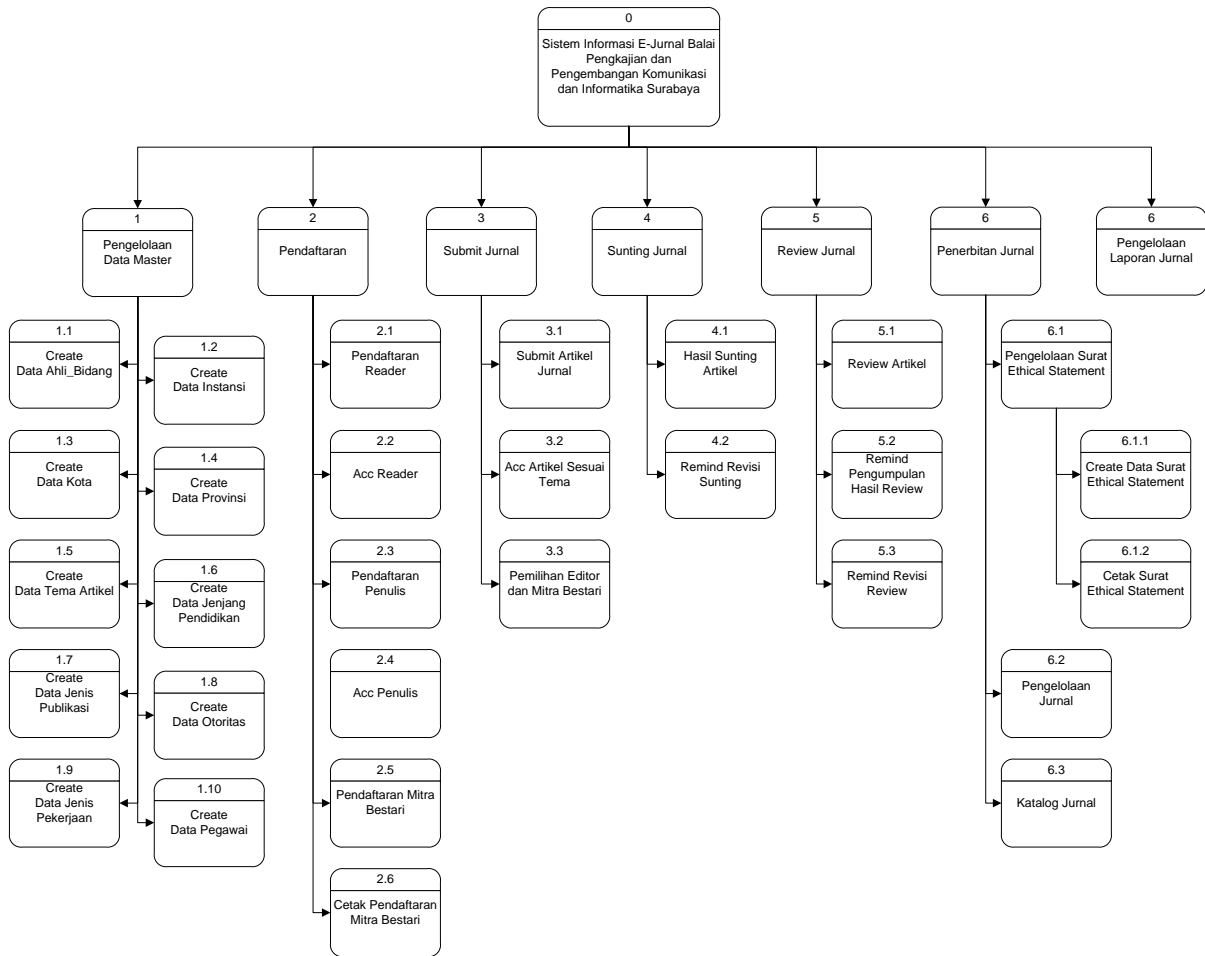 0
Sistem Informasi E-Jurnal Balai
Pengkajian dan
Pengembangan Komunikasi
dan Informatika Surabaya
1
Pengelolaan
Data Master
2
Pendaftaran
3
Submit Jurnal
4
Sunting Jurnal
5
Review Jurnal
6
Penerbitan Jurnal
6
Pengelolaan
Laporan Jurnal
1.1
Create
Data Ahli_Bidang
1.2
Create
Data Instansi
1.3
Create
Data Kota
1.4
Create
Data Provinsi
1.5
Create
Data Tema Artikel
1.6
Create
Data Jenjang
Pendidikan
1.7
Create
Data Jenis
Publikasi
1.8
Create
Data Otoritas
1.9
Create
Data Jenis
Pekerjaan
1.10
Create
Data Pegawai
2.1
Pendaftaran
Reader
2.2
Acc Reader
2.3
Pendaftaran
Penulis
2.4
Acc Penulis
2.5
Pendaftaran Mitra
Bestari
2.6
Cetak Pendaftaran
Mitra Bestari
3.1
Submit Artikel
Jurnal
3.2
Acc Artikel Sesuai
Tema
3.3
Pemilihan Editor
dan Mitra Bestari
4.1
Hasil Sunting
Artikel
4.2
Remind Revisi
Sunting
5.1
Review Artikel
5.2
Remind
Pengumpulan
Hasil Review
5.3
Remind Revisi
Review
6.1
Pengelolaan Surat
Ethical Statement
6.1.1
Create Data Surat
Ethical Statement
6.1.2
Cetak Surat
Ethical Statement
6.2
Pengelolaan
Jurnal
6.3
Katalog Jurnal